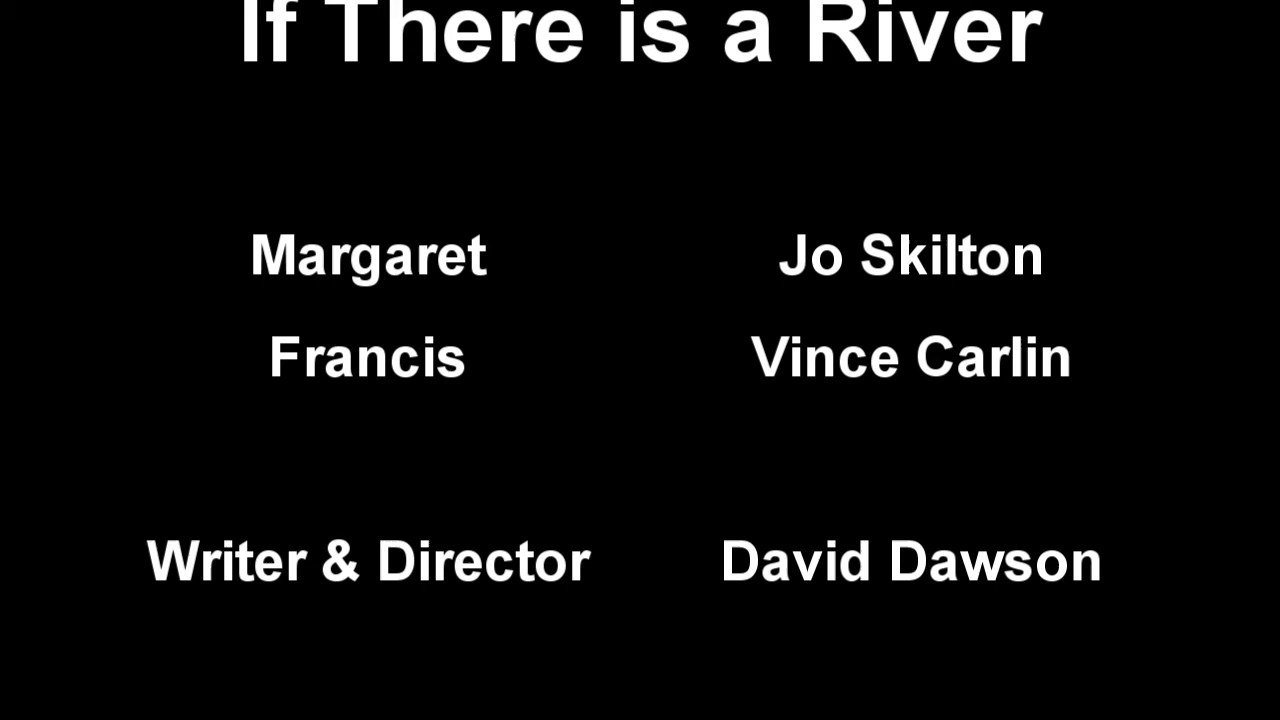 If There is a River
Margaret Jo Skilton
Francis Vince Carlin
Writer & Director David Dawson